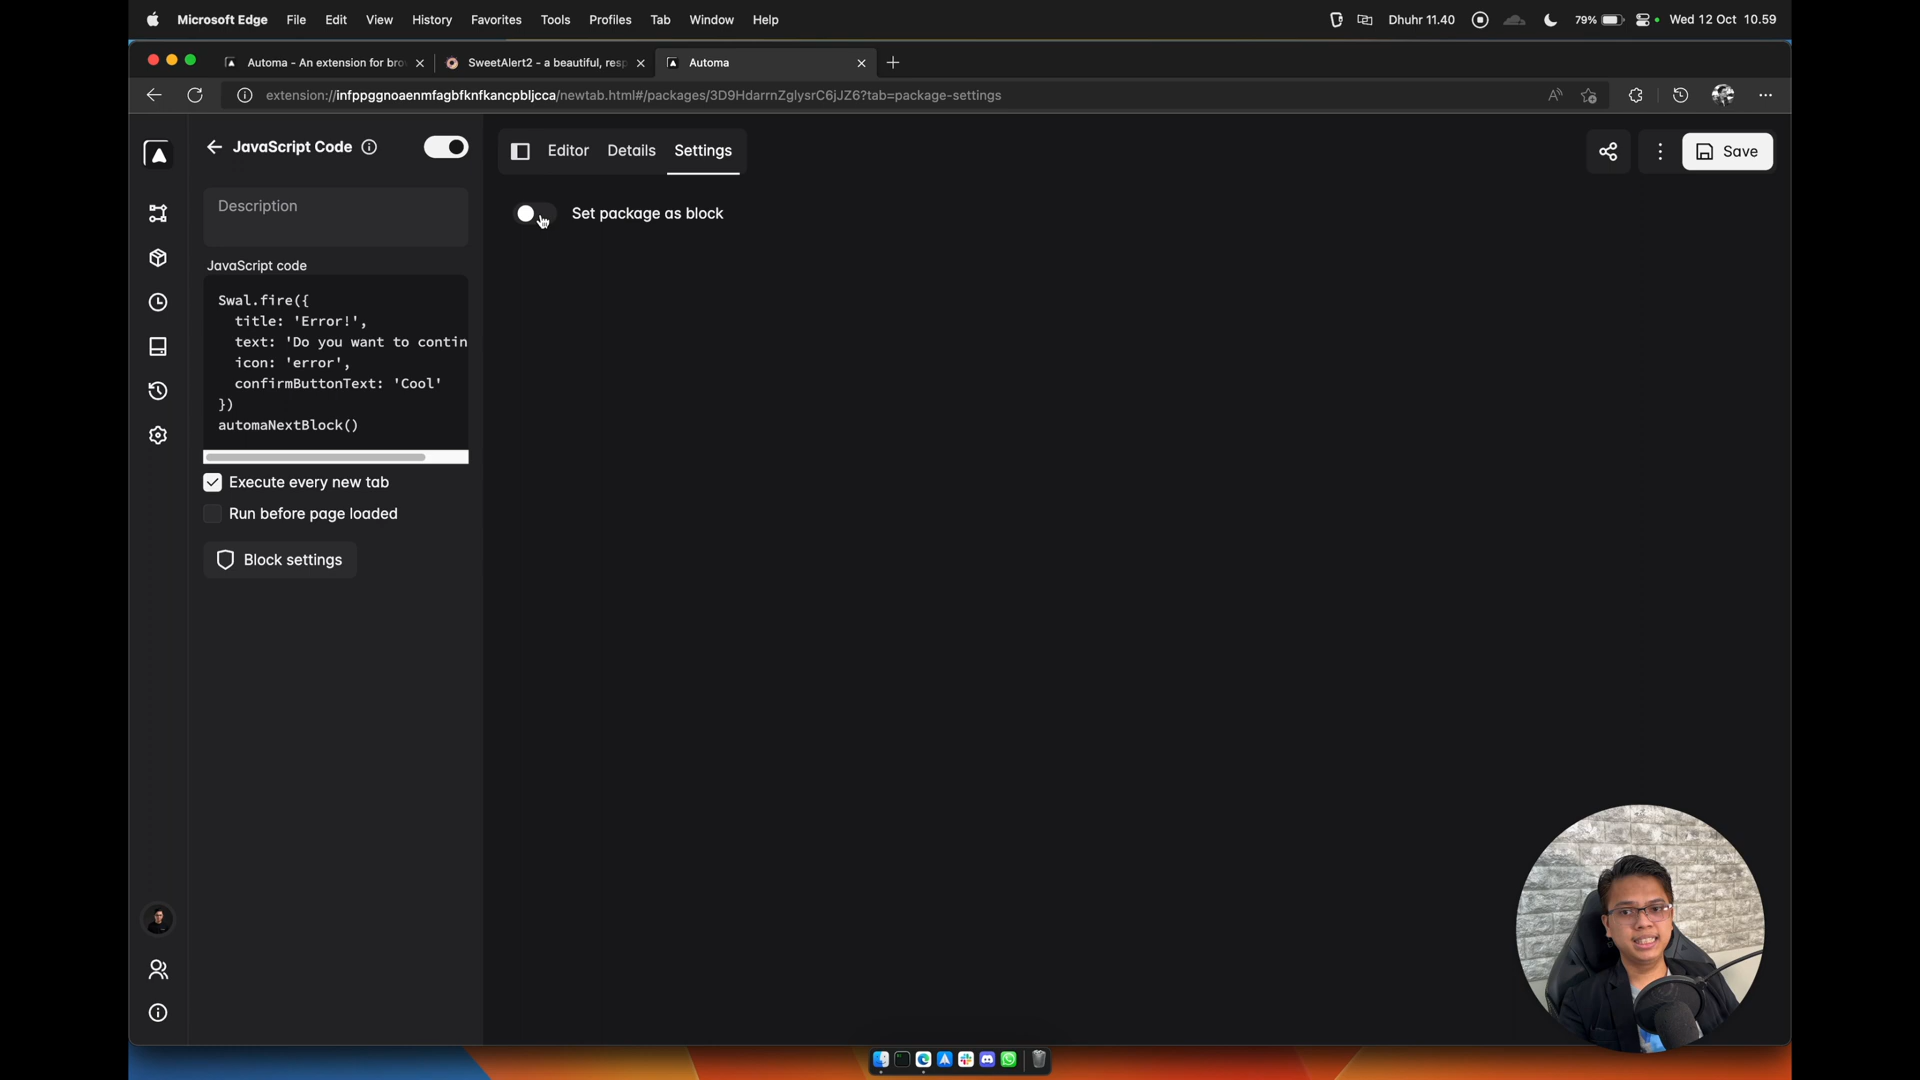 Microsoft Edge File Edit View History Favorites Tools Profiles Tab Window Help
Dhuhr 11.40 79% Wed 12 Oct 10.59
Automa - An extension for bro
SweetAlert2 - a beautiful, resp
Automa
extension://infppggnoaenmfagbfknfkancpbljcca/newtab.html#/packages/3D9HdarrnZglysrC6jJZ6?tab=package-settings
JavaScript Code
Editor Details Settings
Save
Description
Set package as block
JavaScript code
Swal.fire({
title: 'Error!',
text: 'Do you want to contin
icon: 'error',
confirmButtonText: 'Cool'
})
automaNextBlock()
Execute every new tab
Run before page loaded
Block settings